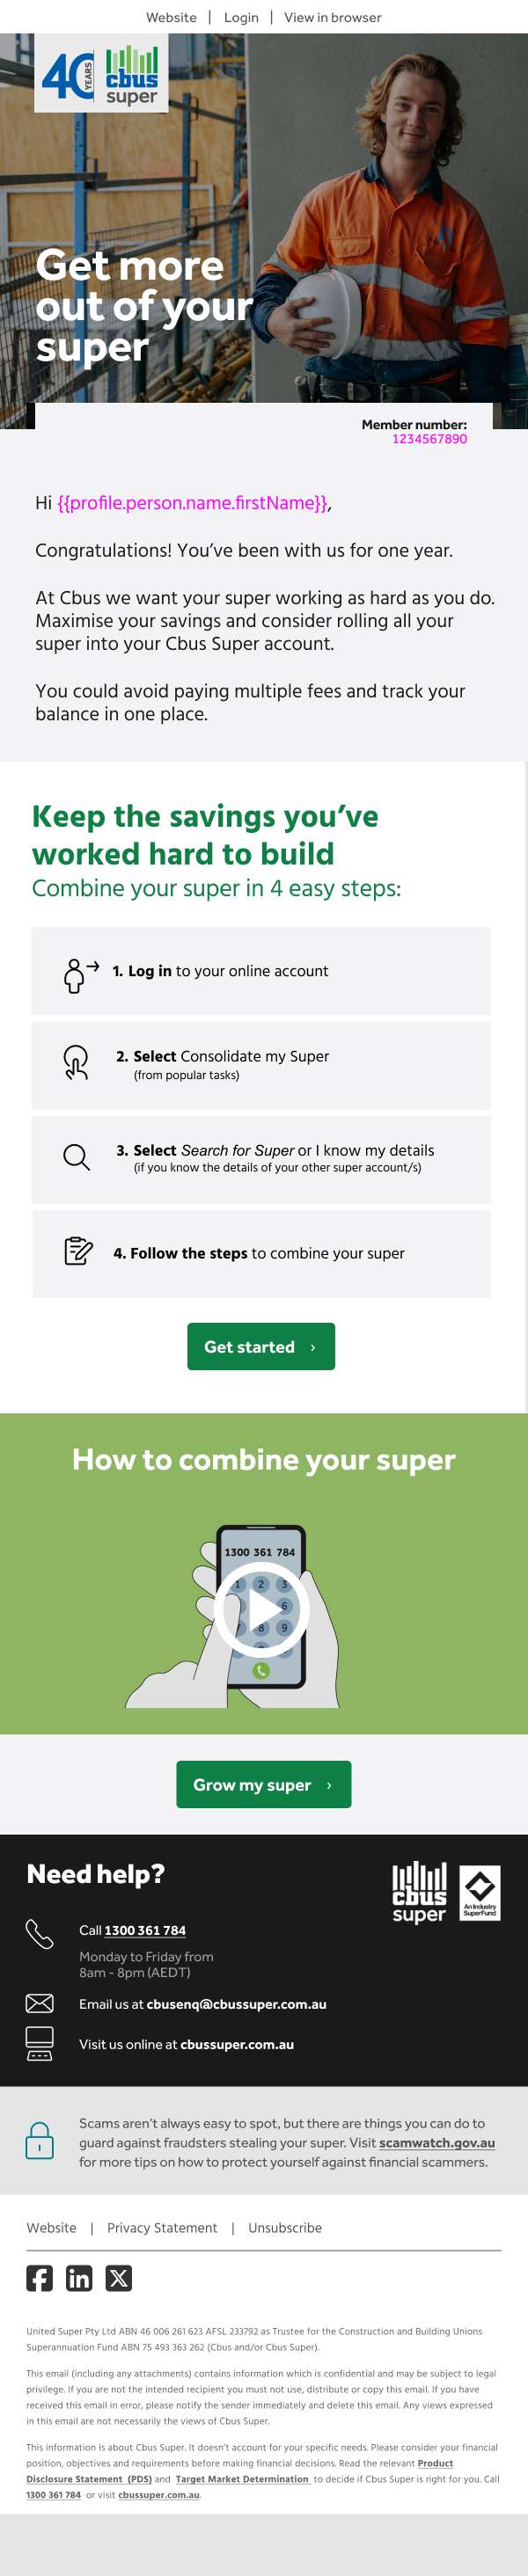 Website | Login | View in browser
40 YEARS
cbus
super
Get more
out of your
super
Member number:
1234567890
Hi {{profile.person.name.firstName}},
Congratulations! You've been with us for one year.
At Cbus we want your super working as hard as you do.
Maximise your savings and consider rolling all your
super into your Cbus Super account.
You could avoid paying multiple fees and track your
balance in one place.
Keep the savings you've
worked hard to build
Combine your super in 4 easy steps:
1. Log in to your online account
2. Select Consolidate my Super
(from popular tasks)
3. Select Search for Super or I know my details
(if you know the details of your other super account/s)
4. Follow the steps to combine your super
Get started ›
How to combine your super
1300 361 784
1 2 3
6
7 8 9
Grow my super ›
Need help?
cbus
super
An Industry
SuperFund
Call 1300 361 784
Monday to Friday from
8am - 8pm (AEDT)
Email us at cbusenq@cbussuper.com.au
Visit us online at cbussuper.com.au
Scams aren't always easy to spot, but there are things you can do to
guard against fraudsters stealing your super. Visit scamwatch.gov.au
for more tips on how to protect yourself against financial scammers.
Website | Privacy Statement | Unsubscribe
f in X
United Super Pty Ltd ABN 46 006 261 623 AFSL 233792 as Trustee for the Construction and Building Unions
Superannuation Fund ABN 75 493 363 262 (Cbus and/or Cbus Super).
This email (including any attachments) contains information which is confidential and may be subject to legal
privilege. If you are not the intended recipient you must not use, distribute or copy this email. If you have
received this email in error, please notify the sender immediately and delete this email. Any views expressed
in this email are not necessarily the views of Cbus Super.
This information is about Cbus Super. It doesn't account for your specific needs. Please consider your financial
position, objectives and requirements before making financial decisions. Read the relevant Product
Disclosure Statement (PDS) and Target Market Determination to decide if Cbus Super is right for you. Call
1300 361 784 or visit cbussuper.com.au.